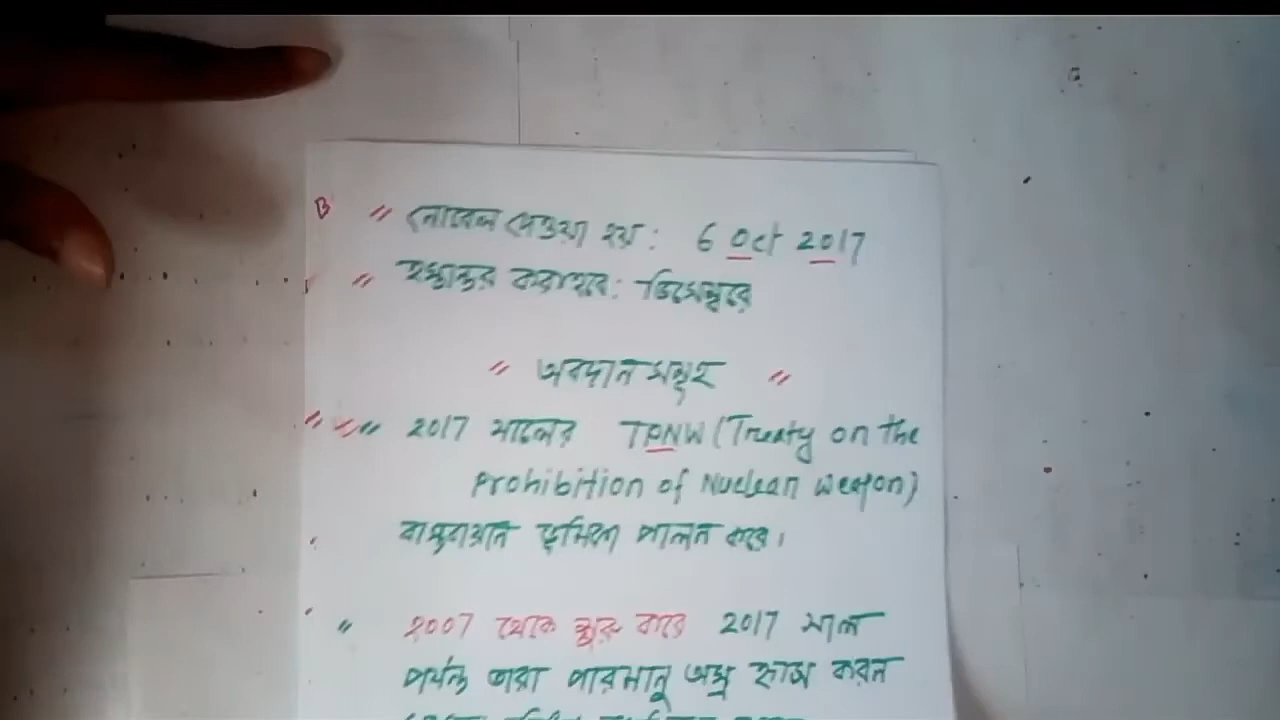 B " নোবেল দেওয়া হয় : 6 Oct 2017
" হস্তান্তর করা হবে : ডিসেম্বরে
" অবদান সমূহ "
" " " 2017 সালের TPNW (Treaty on the
Prohibition of Nuclear Weapon)
বাস্তবায়ন ভূমিকা পালন করে।
" 2007 থেকে শুরু করে 2017 সাল
পর্যন্ত তারা পারমানু অস্ত্র হ্রাস করন